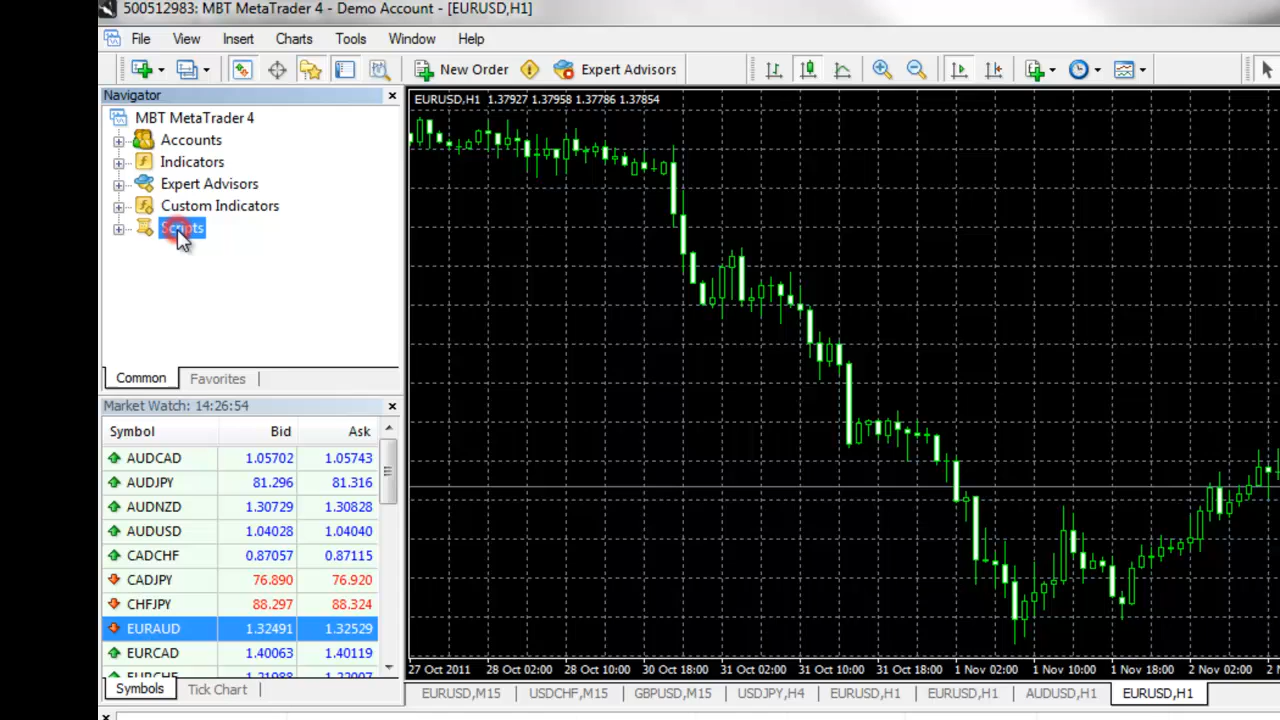 500512983: MBT MetaTrader 4 - Demo Account - [EURUSD,H1]
File View Insert Charts Tools Window Help
New Order Expert Advisors
Navigator
MBT MetaTrader 4
Accounts
Indicators
Expert Advisors
Custom Indicators
Scripts
Common Favorites
EURUSD,H1 1.37927 1.37958 1.37786 1.37854
Market Watch: 14:26:54
Symbol Bid Ask
AUDCAD 1.05702 1.05743
AUDJPY 81.296 81.316
AUDNZD 1.30729 1.30828
AUDUSD 1.04028 1.04040
CADCHF 0.87057 0.87115
CADJPY 76.890 76.920
CHFJPY 88.297 88.324
EURAUD 1.32491 1.32529
EURCAD 1.40063 1.40119
Symbols Tick Chart
27 Oct 2011 28 Oct 02:00 28 Oct 10:00 30 Oct 18:00 31 Oct 02:00 31 Oct 10:00 31 Oct 18:00 1 Nov 02:00 1 Nov 10:00 1 Nov 18:00 2 Nov 02:00
EURUSD,M15 USDCHF,M15 GBPUSD,M15 USDJPY,H4 EURUSD,H1 EURUSD,H1 AUDUSD,H1 EURUSD,H1